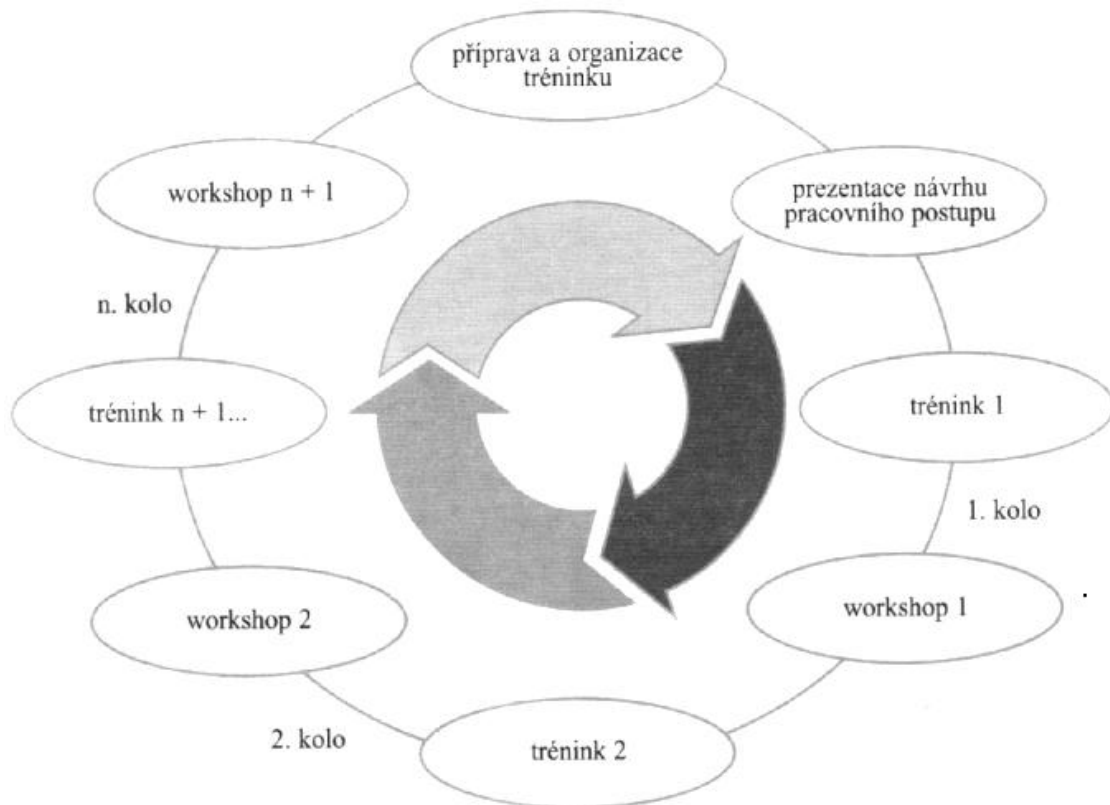 příprava a organizace
tréninku
workshop n + 1
prezentace návrhu
pracovního postupu
n. kolo
trénink n + 1...
trénink 1
1. kolo
workshop 2
workshop 1
2. kolo
trénink 2